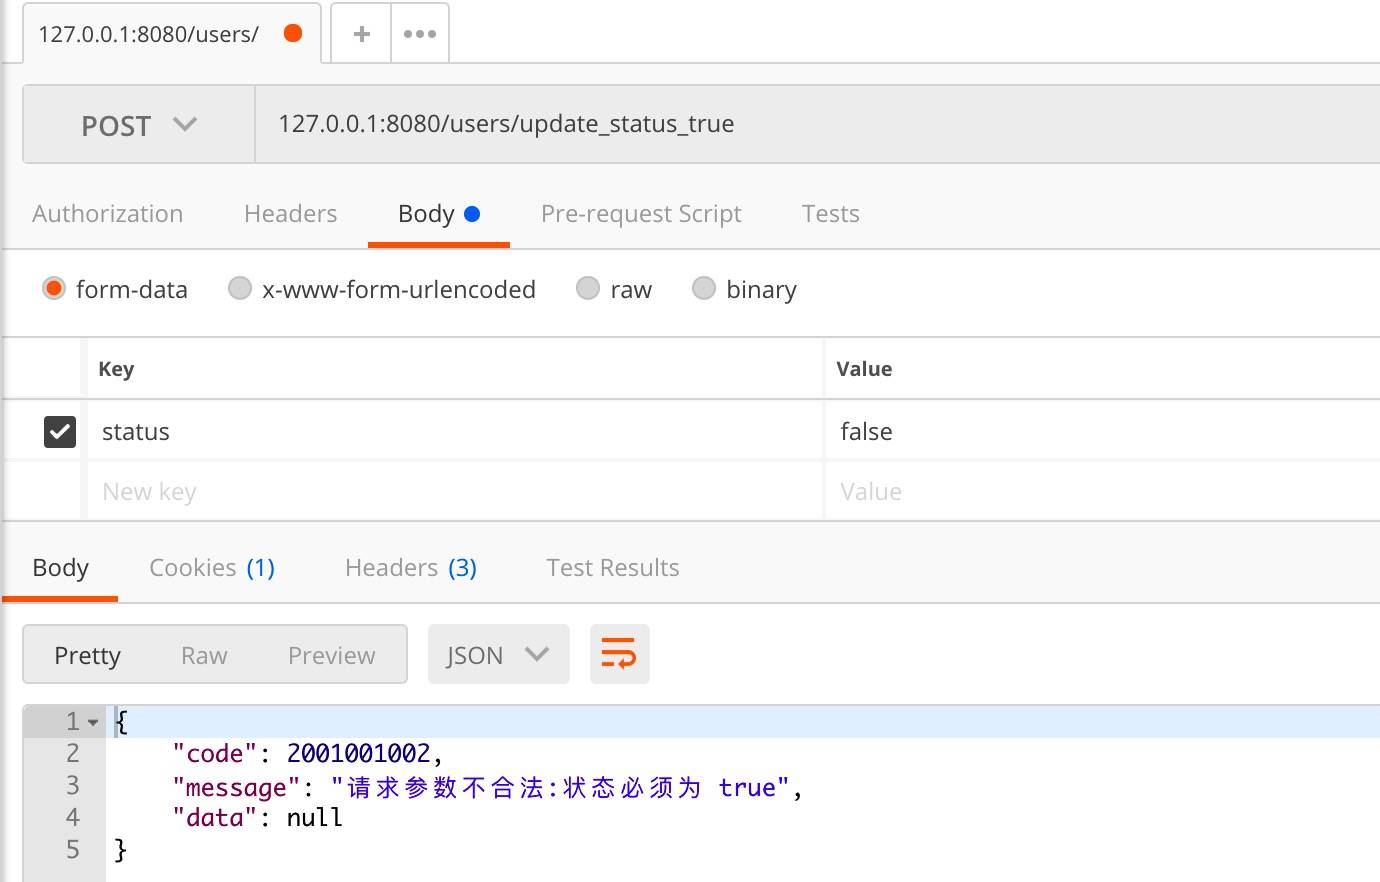 127.0.0.1:8080/users/
POST 127.0.0.1:8080/users/update_status_true
Authorization Headers Body Pre-request Script Tests
form-data x-www-form-urlencoded raw binary
Key Value
status false
New key Value
Body Cookies (1) Headers (3) Test Results
Pretty Raw Preview JSON
1 {
2 "code": 2001001002,
3 "message": "请求参数不合法:状态必须为 true",
4 "data": null
5 }